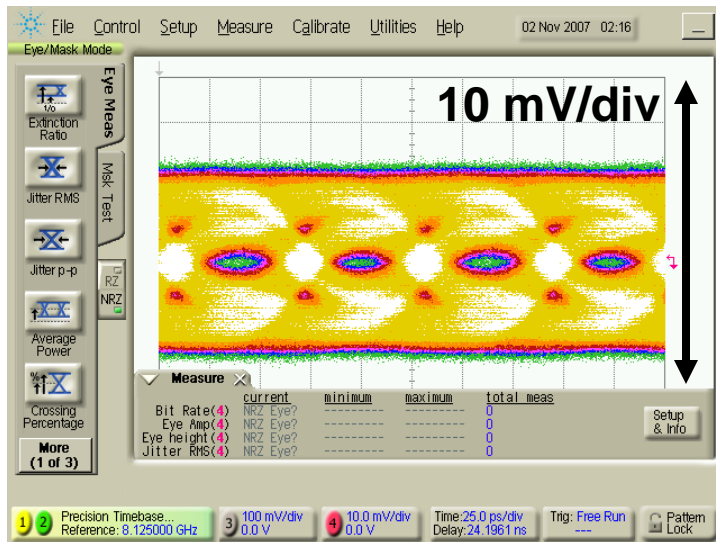 File Control Setup Measure Calibrate Utilities Help 02 Nov 2007 02:16
Eye/Mask Mode
Eye Meas
Msk Test
1/0
Extinction
Ratio
Jitter RMS
Jitter p-p
RZ
NRZ
Average
Power
%
Crossing
Percentage
More
(1 of 3)
10 mV/div
Measure
current minimum maximum total meas
Bit Rate(4) NRZ Eye? --------- --------- 0
Eye Amp(4) NRZ Eye? --------- --------- 0
Eye height(4) NRZ Eye? --------- --------- 0
Jitter RMS(4) NRZ Eye? --------- --------- 0
Setup
& Info
1 2 Precision Timebase...
Reference: 8.125000 GHz
3 100 mV/div
0.0 V
4 10.0 mV/div
0.0 V
Time:25.0 ps/div
Delay:24.1961 ns
Trig: Free Run
---
Pattern
Lock